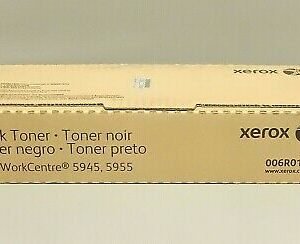 xerox
k Toner · Toner noir
er negro · Toner preto
WorkCentre® 5945, 5955
xerox
006R01